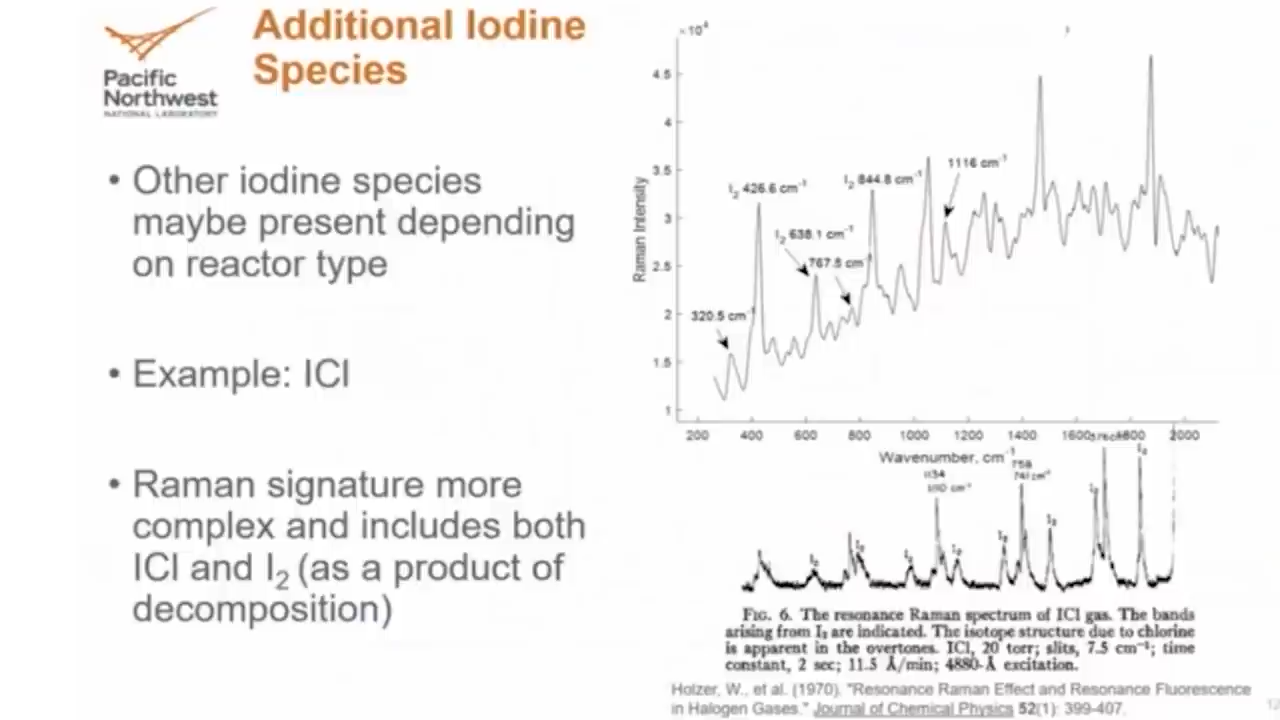 Pacific
Northwest
NATIONAL LABORATORY
Additional Iodine
Species
• Other iodine species
maybe present depending
on reactor type
• Example: ICl
• Raman signature more
complex and includes both
ICl and I2 (as a product of
decomposition)
×10⁴
4.5
4
3.5
3
2.5
2
1.5
1
Raman Intensity
320.5 cm⁻¹
I2 426.6 cm⁻¹
I2 638.1 cm⁻¹
767.5 cm⁻¹
I2 844.8 cm⁻¹
1116 cm⁻¹
200 400 600 800 1000 1200 1400 1600 1800 2000
Wavenumber, cm⁻¹
1134
758
741 cm⁻¹
I2 I2 I2 I2 I2 I2 I2 I2
FIG. 6. The resonance Raman spectrum of ICl gas. The bands
arising from I2 are indicated. The isotope structure due to chlorine
is apparent in the overtones. ICl, 20 torr; slits, 7.5 cm⁻¹; time
constant, 2 sec; 11.5 Å/min; 4880-Å excitation.
Holzer, W., et al. (1970). "Resonance Raman Effect and Resonance Fluorescence
in Halogen Gases." Journal of Chemical Physics 52(1): 399-407.